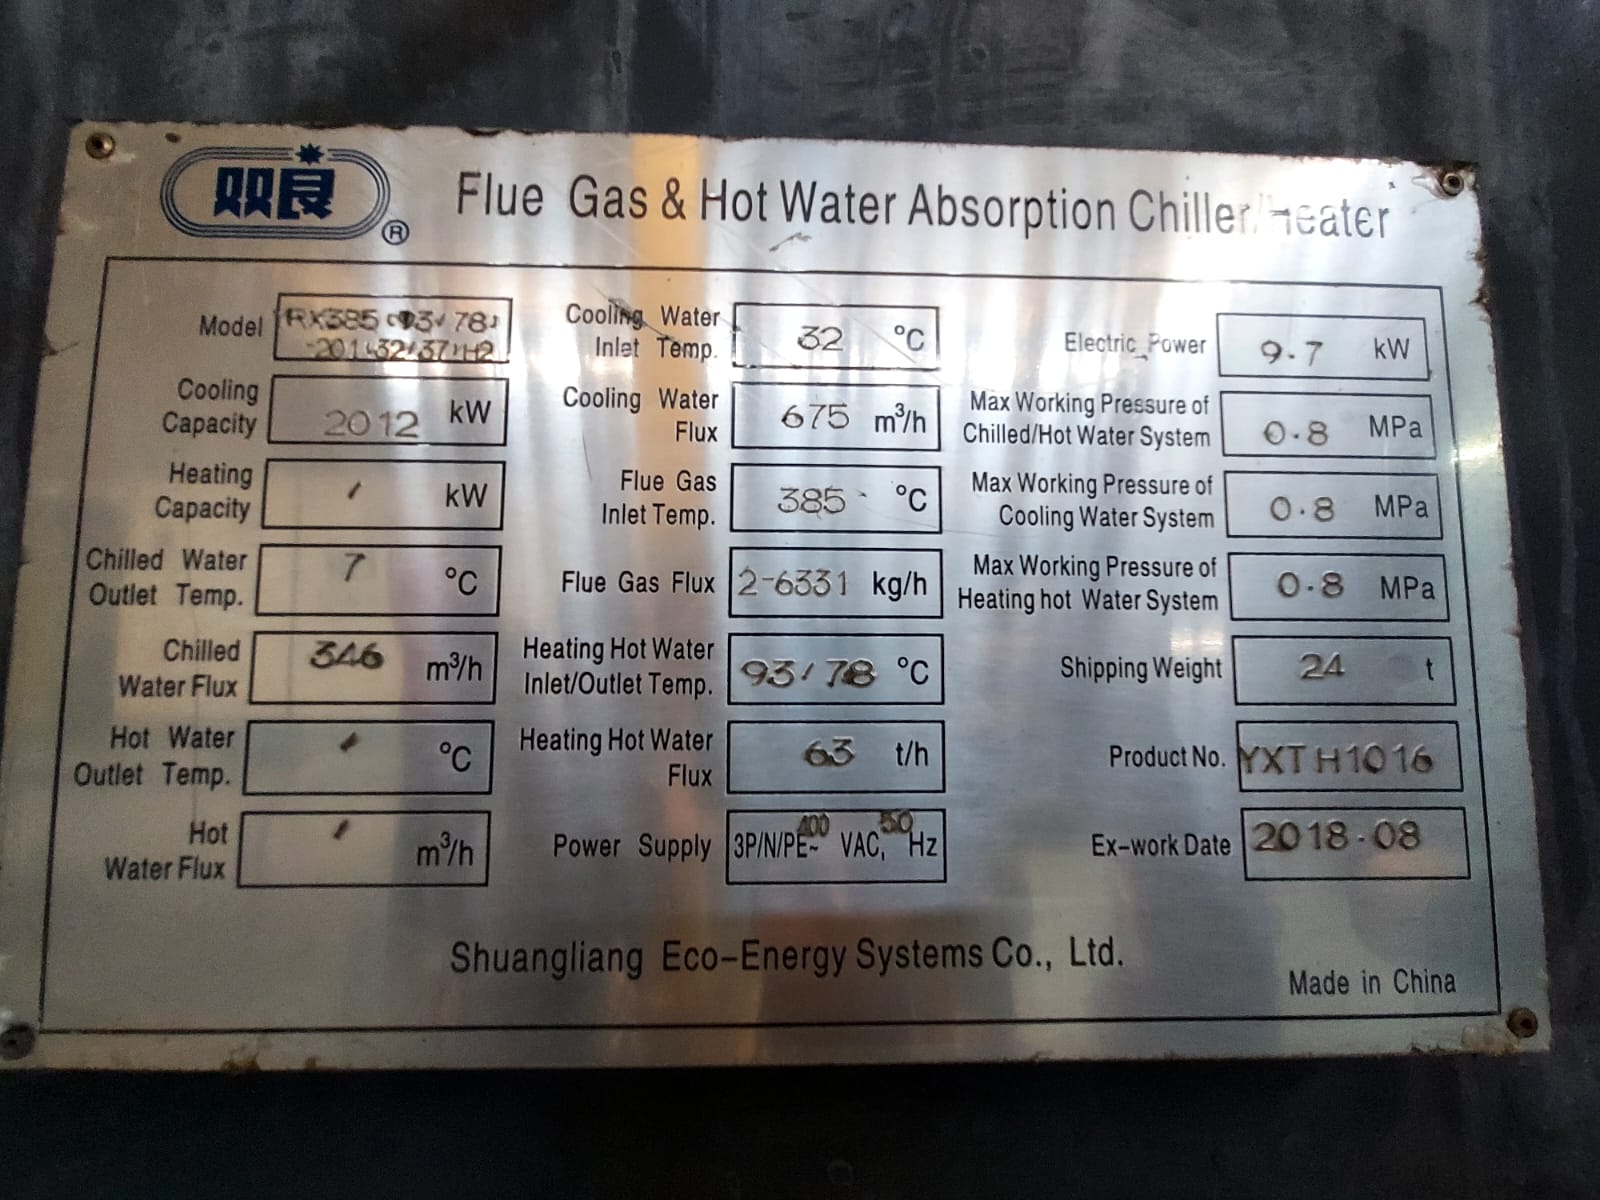 双良 ®
Flue Gas & Hot Water Absorption Chiller/Heater
Model RX385(93/78)
-201(32/37)H2
Cooling
Capacity 2012 kW
Heating
Capacity / kW
Chilled Water
Outlet Temp. 7 °C
Chilled
Water Flux 346 m³/h
Hot Water
Outlet Temp. / °C
Hot
Water Flux / m³/h
Cooling Water
Inlet Temp. 32 °C
Cooling Water
Flux 675 m³/h
Flue Gas
Inlet Temp. 385 °C
Flue Gas Flux 2-6331 kg/h
Heating Hot Water
Inlet/Outlet Temp. 93/78 °C
Heating Hot Water
Flux 63 t/h
Power Supply 3P/N/PE~ 400 VAC, 50 Hz
Electric Power 9.7 kW
Max Working Pressure of
Chilled/Hot Water System 0.8 MPa
Max Working Pressure of
Cooling Water System 0.8 MPa
Max Working Pressure of
Heating hot Water System 0.8 MPa
Shipping Weight 24 t
Product No. YXTH1016
Ex-work Date 2018-08
Shuangliang Eco-Energy Systems Co., Ltd.
Made in China